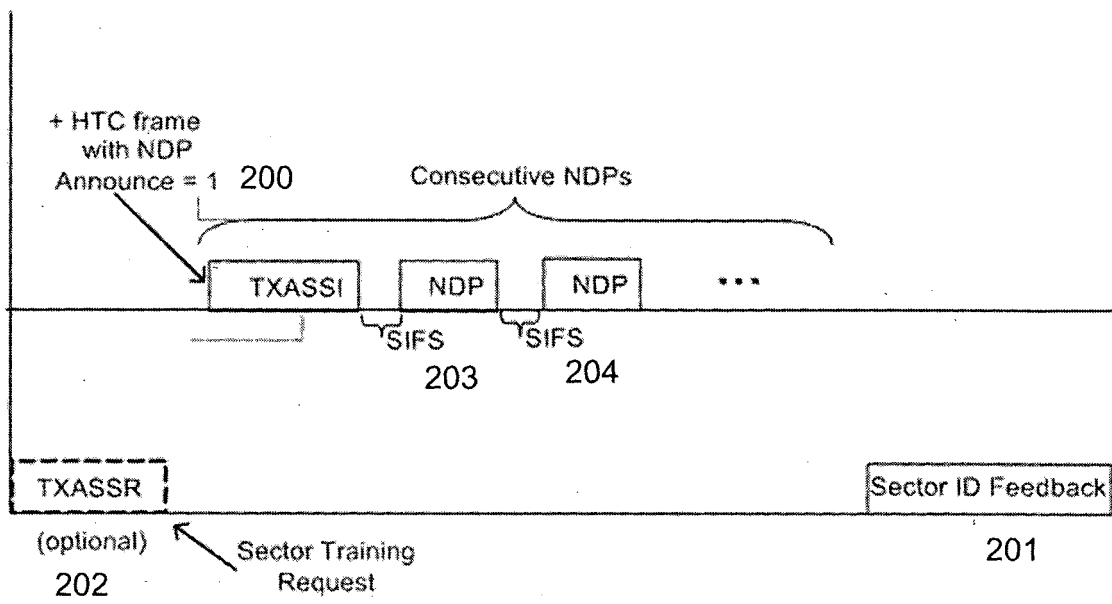 + HTC frame
with NDP
Announce = 1 200
Consecutive NDPs
TXASSI
NDP
NDP
...
SIFS
SIFS
203
204
TXASSR
Sector ID Feedback
(optional)
Sector Training
Request
201
202